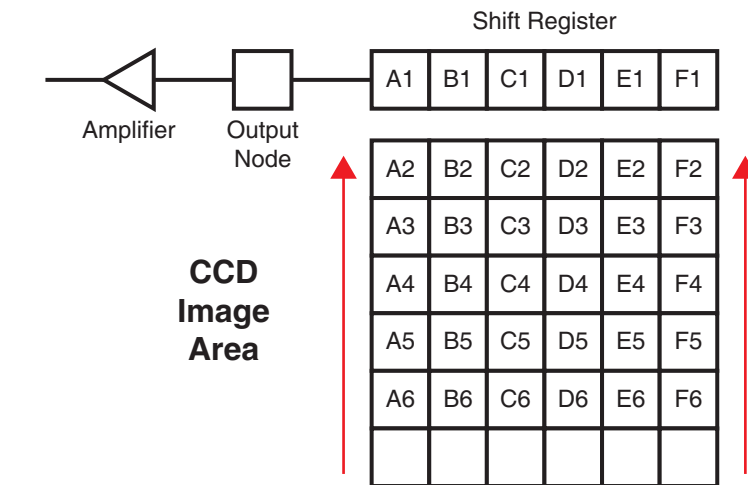 Shift Register
A1 B1 C1 D1 E1 F1
Amplifier
Output
Node
A2 B2 C2 D2 E2 F2
A3 B3 C3 D3 E3 F3
CCD
Image
Area
A4 B4 C4 D4 E4 F4
A5 B5 C5 D5 E5 F5
A6 B6 C6 D6 E6 F6